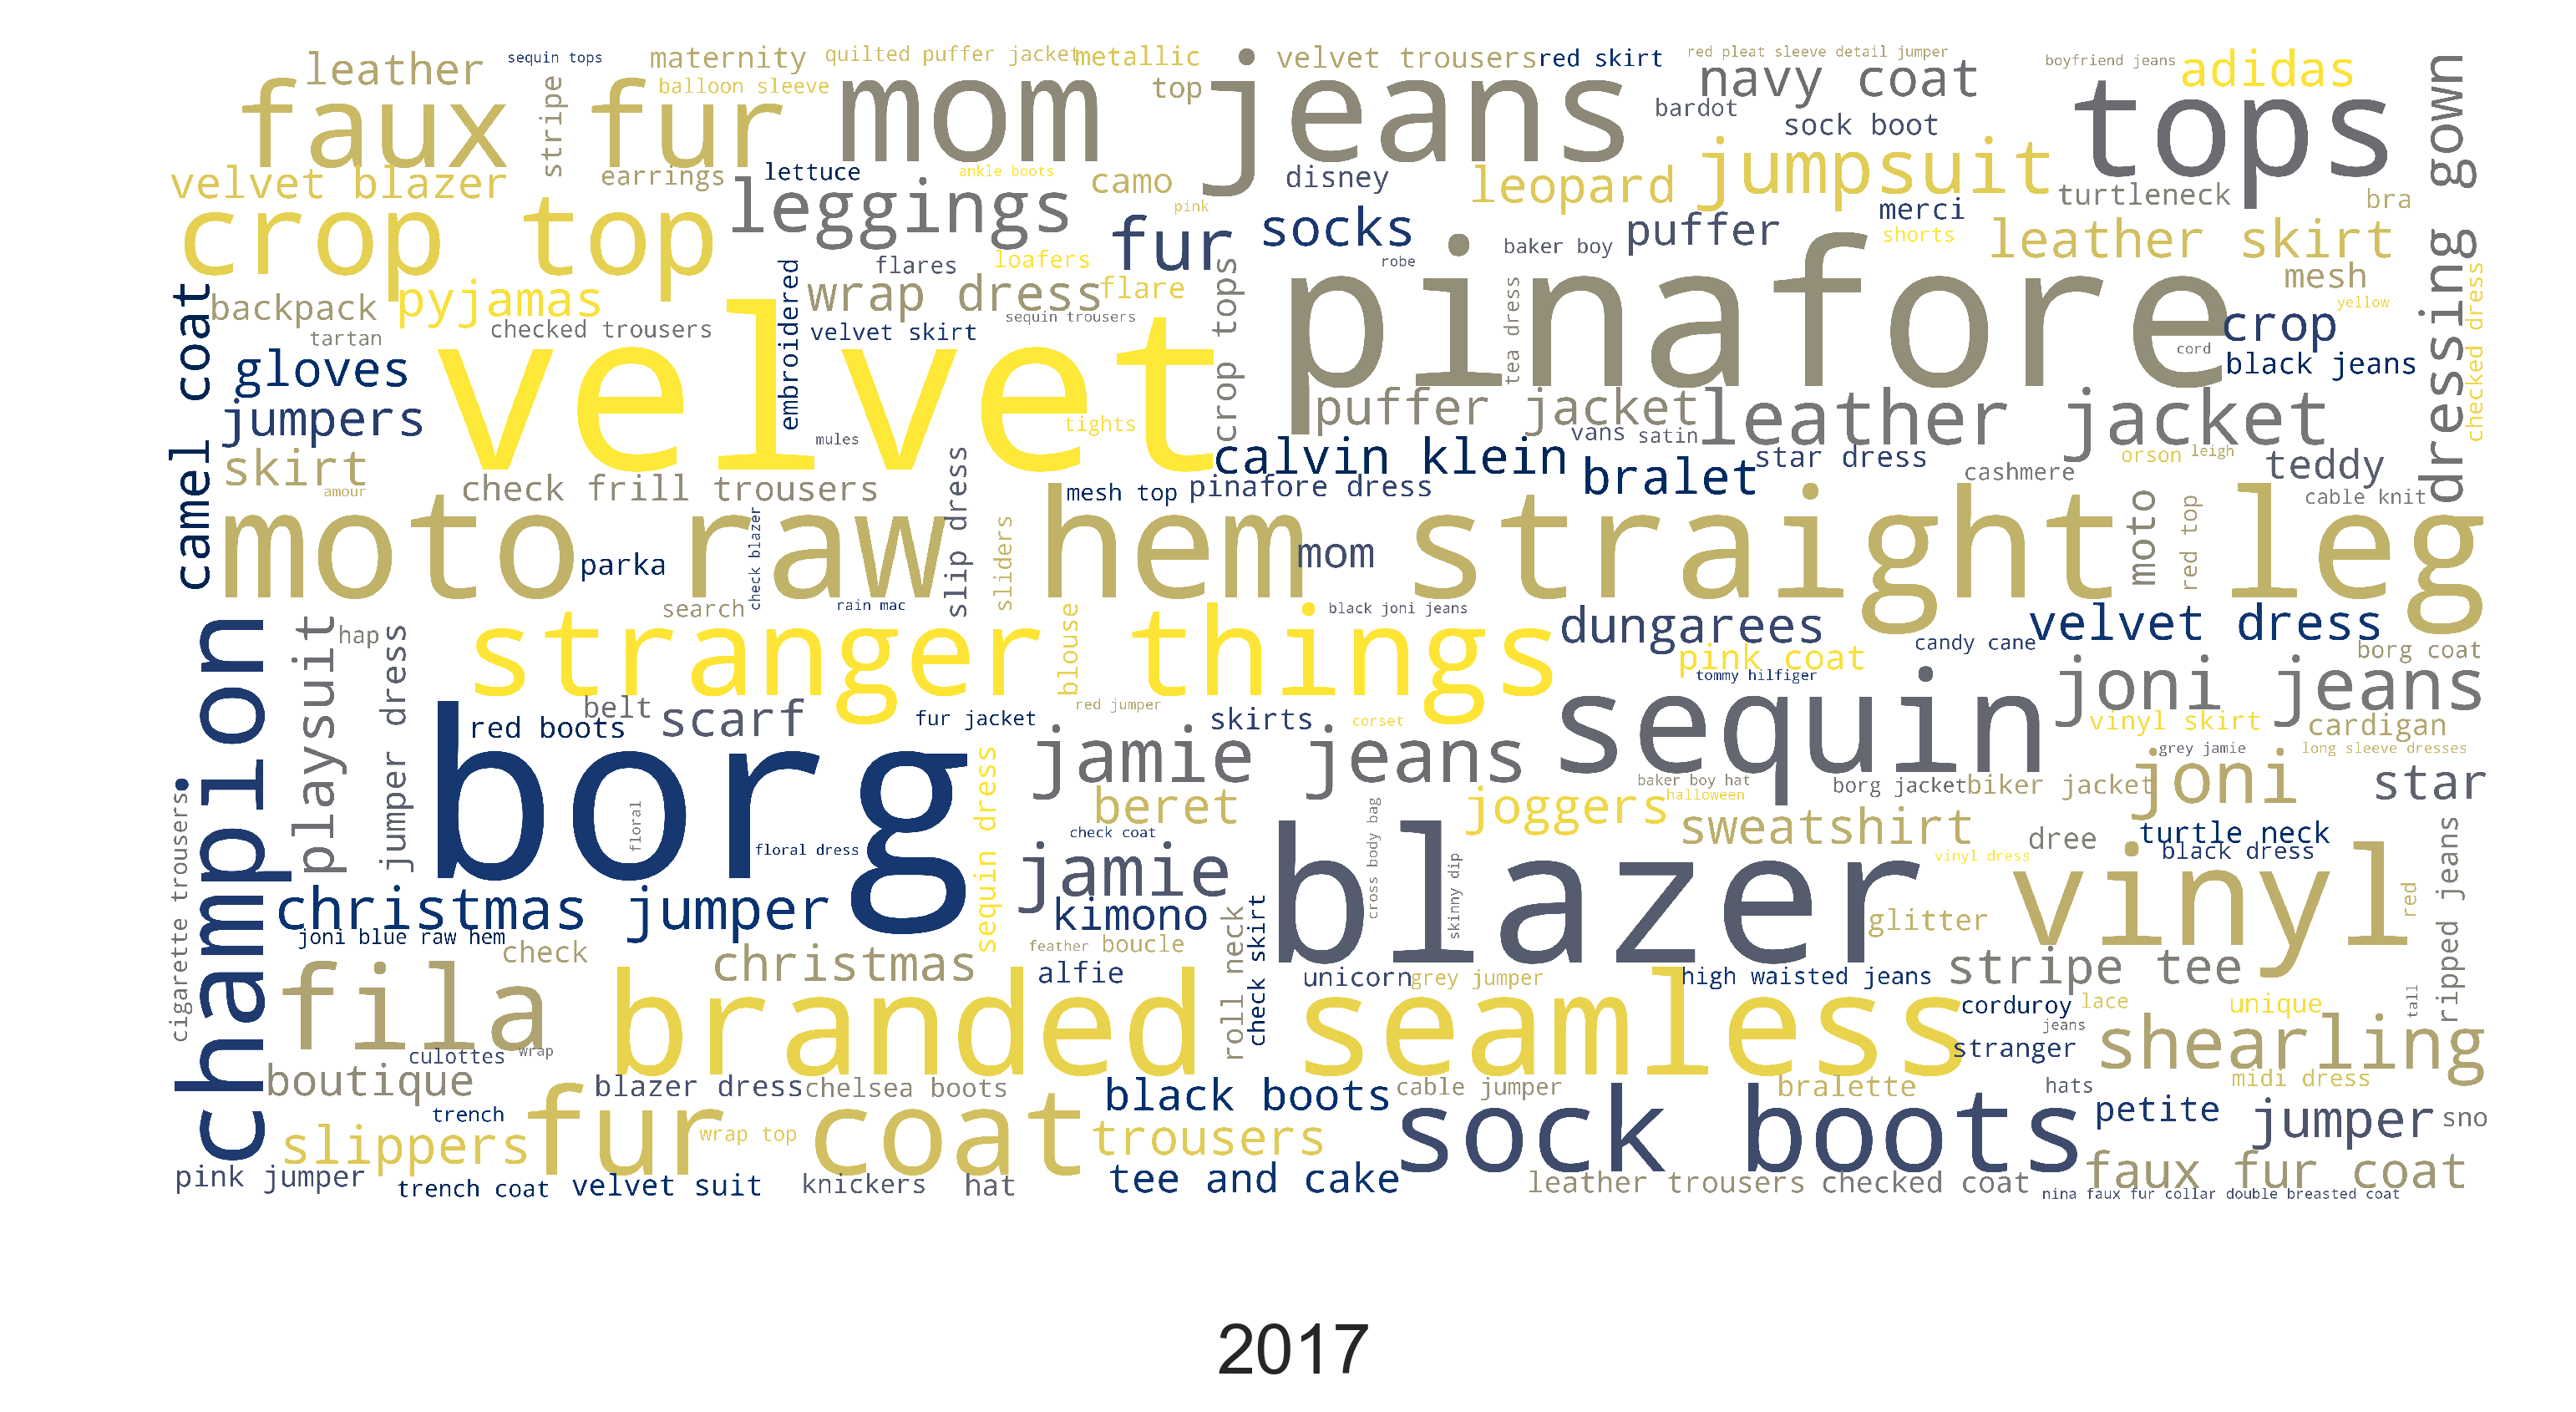 leather
sequin tops
maternity
quilted puffer jacket
metallic
velvet trousers
red skirt
red pleat sleeve detail jumper
boyfriend jeans
adidas
faux fur
stripe
balloon sleeve
mom jeans
top
navy coat
bardot
sock boot
tops
dressing gown
velvet blazer
earrings
lettuce
ankle boots
camo
disney
leopard
jumpsuit
turtleneck
bra
crop top
leggings
pink
fur
socks
baker boy
puffer
merci
shorts
leather skirt
robe
flares
loafers
mesh
camel coat
backpack
pyjamas
embroidered
wrap dress
flare
crop tops
tea dress
pinafore
yellow
checked dress
tartan
checked trousers
velvet skirt
sequin trousers
crop
cord
black jeans
gloves
velvet
jumpers
mules
tights
puffer jacket
vans
satin
leather jacket
skirt
amour
check frill trousers
slip dress
calvin klein
bralet
star dress
cashmere
orson
leigh
teddy
mesh top
pinafore dress
cable knit
moto raw hem straight leg
parka
check blazer
sliders
mom
moto
red top
search
rain mac
black joni jeans
champion
playsuit
hap
jumper dress
stranger things
blouse
dungarees
candy cane
velvet dress
pink coat
borg coat
tommy hilfiger
belt
scarf
red boots
fur jacket
red jumper
skirts
corset
sequin
joni jeans
vinyl skirt
cardigan
borg
sequin dress
jamie jeans
grey jamie
long sleeve dresses
baker boy hat
borg jacket
biker jacket
joni
star
cigarette trousers
floral
beret
cross body bag
joggers
halloween
sweatshirt
dree
turtle neck
black dress
ripped jeans
check coat
floral dress
jamie
skinny dip
blazer
vinyl dress
vinyl
red
christmas jumper
kimono
roll neck
check skirt
glitter
joni blue raw hem
check
feather
boucle
christmas
alfie
unicorn
grey jumper
high waisted jeans
stripe tee
fila
branded seamless
corduroy
lace
unique
tall
jeans
culottes
wrap
stranger
shearling
boutique
blazer dress
chelsea boots
black boots
cable jumper
bralette
hats
midi dress
trench
fur coat
sock boots
petite
jumper
sno
slippers
wrap top
trousers
faux fur coat
pink jumper
trench coat
velvet suit
knickers
hat
tee and cake
leather trousers
checked coat
nina faux fur collar double breasted coat
2017